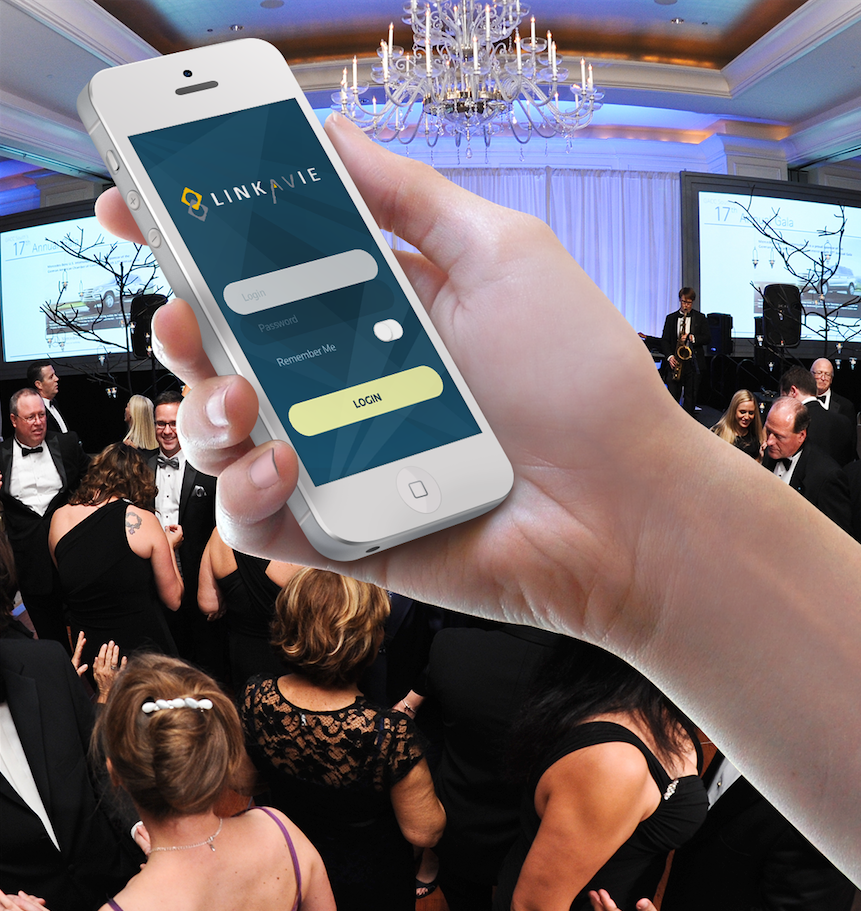 LINKAVIE
Login
Password
Remember Me
LOGIN
17th Annual
17th Annual Gala